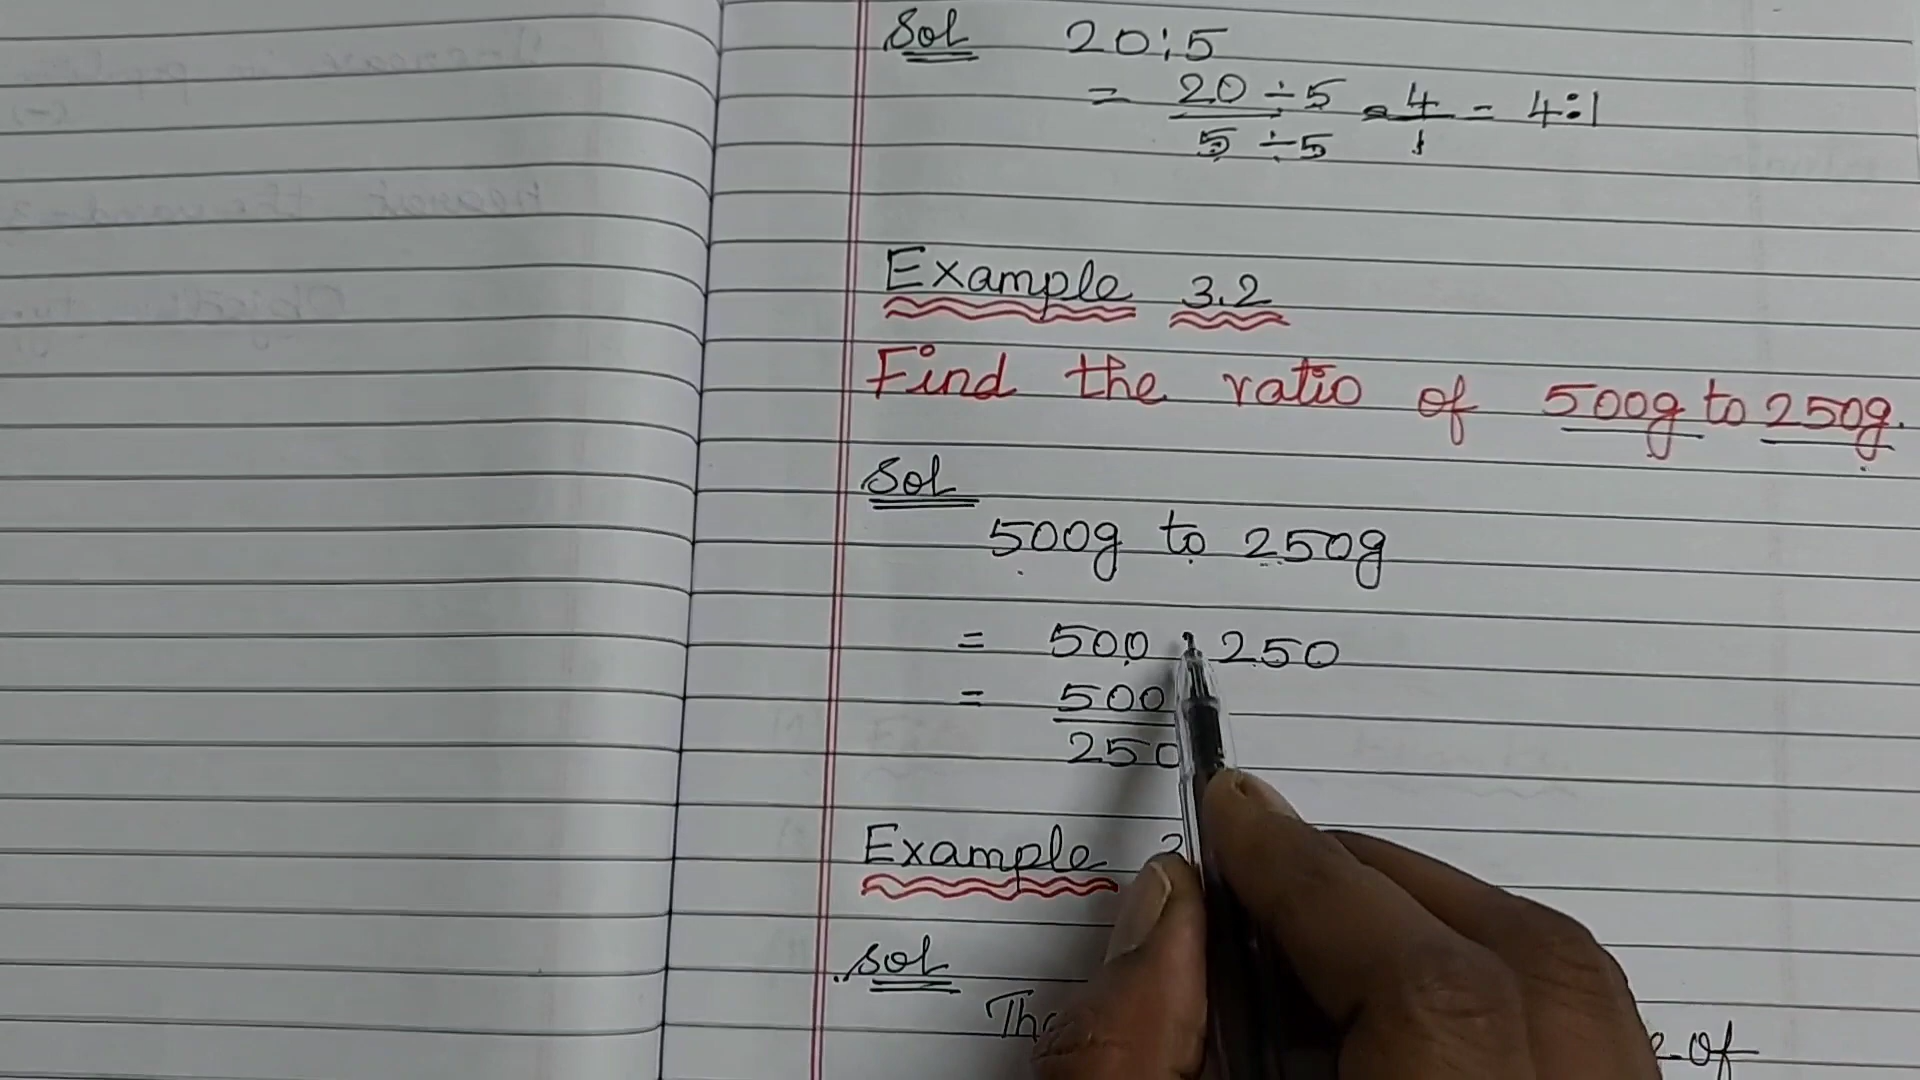 Sol 20:5
= 20 ÷ 5 = 4 = 4:1
5 ÷ 5 1
Example 3.2
Find the ratio of 500g to 250g.
Sol
500g to 250g
= 500 : 250
= 500
250
Example
Sol